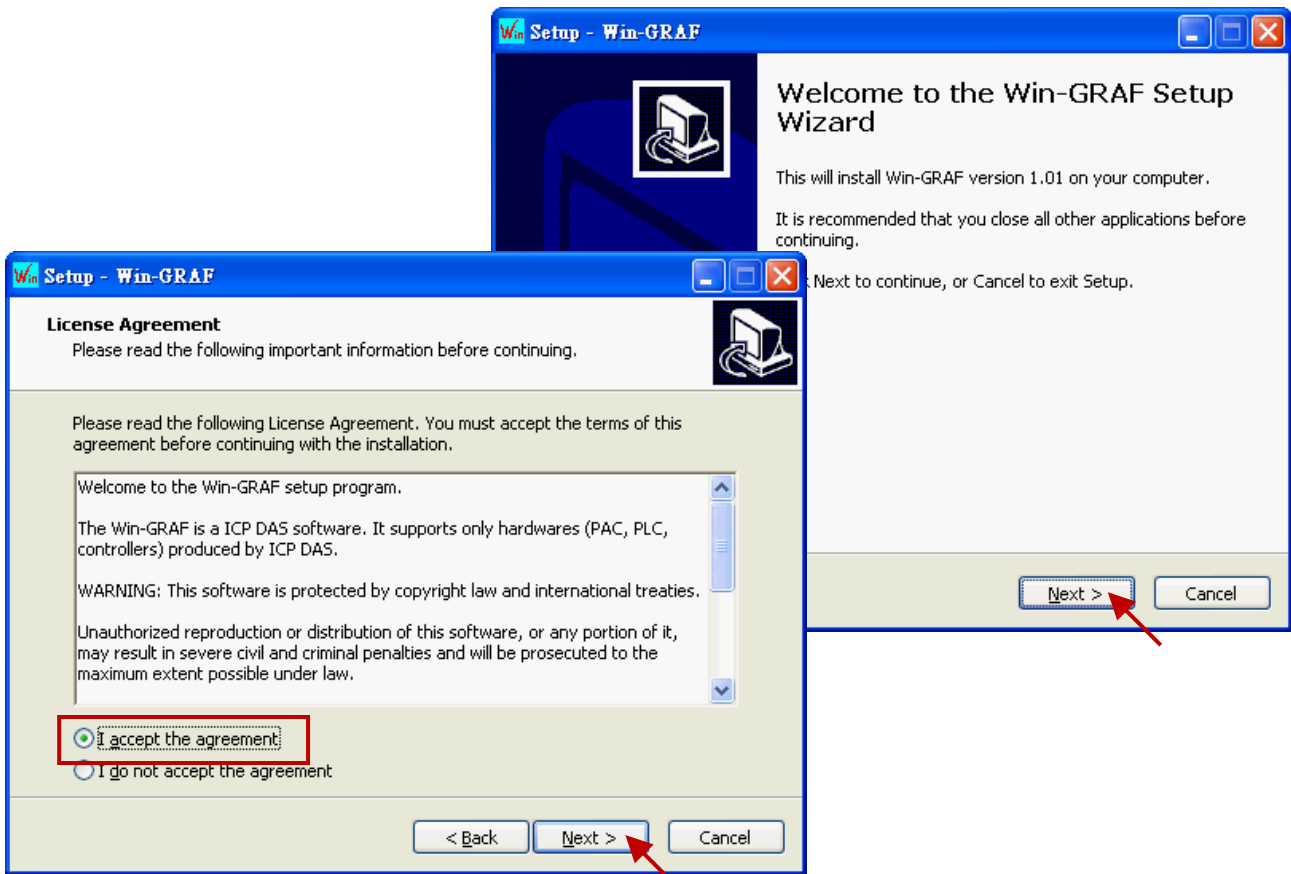 Win Setup - Win-GRAF
Welcome to the Win-GRAF Setup
Wizard
This will install Win-GRAF version 1.01 on your computer.
It is recommended that you close all other applications before
continuing.
Next to continue, or Cancel to exit Setup.
Next >
Cancel
Win Setup - Win-GRAF
License Agreement
Please read the following important information before continuing.
Please read the following License Agreement. You must accept the terms of this
agreement before continuing with the installation.
Welcome to the Win-GRAF setup program.
The Win-GRAF is a ICP DAS software. It supports only hardwares (PAC, PLC,
controllers) produced by ICP DAS.
WARNING: This software is protected by copyright law and international treaties.
Unauthorized reproduction or distribution of this software, or any portion of it,
may result in severe civil and criminal penalties and will be prosecuted to the
maximum extent possible under law.
I accept the agreement
I do not accept the agreement
< Back
Next >
Cancel